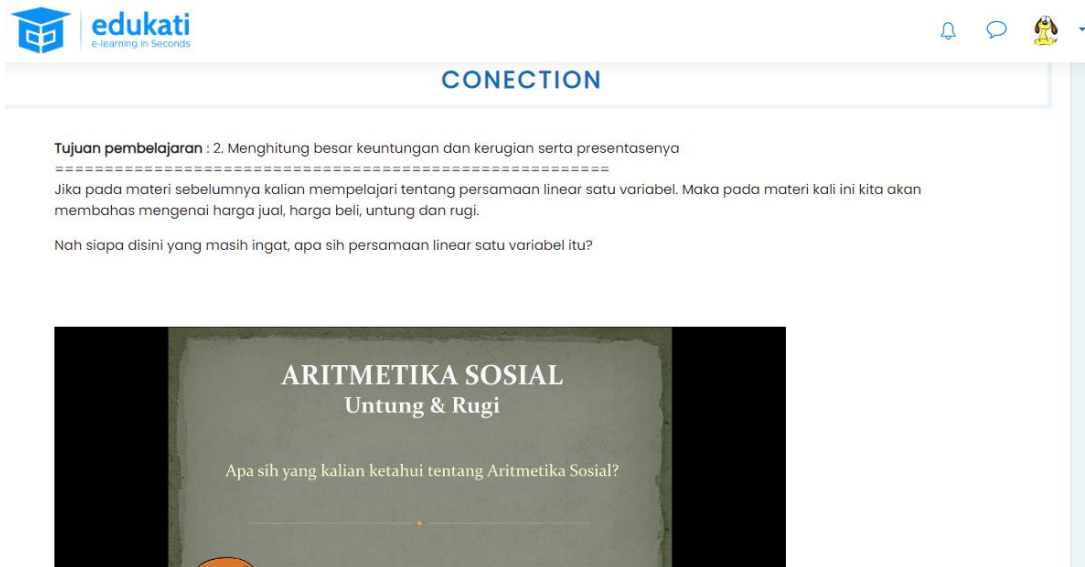 edukati
e-learning in Seconds
CONECTION
Tujuan pembelajaran : 2. Menghitung besar keuntungan dan kerugian serta presentasenya
========================================================
Jika pada materi sebelumnya kalian mempelajari tentang persamaan linear satu variabel. Maka pada materi kali ini kita akan
membahas mengenai harga jual, harga beli, untung dan rugi.
Nah siapa disini yang masih ingat, apa sih persamaan linear satu variabel itu?
ARITMETIKA SOSIAL
Untung & Rugi
Apa sih yang kalian ketahui tentang Aritmetika Sosial?